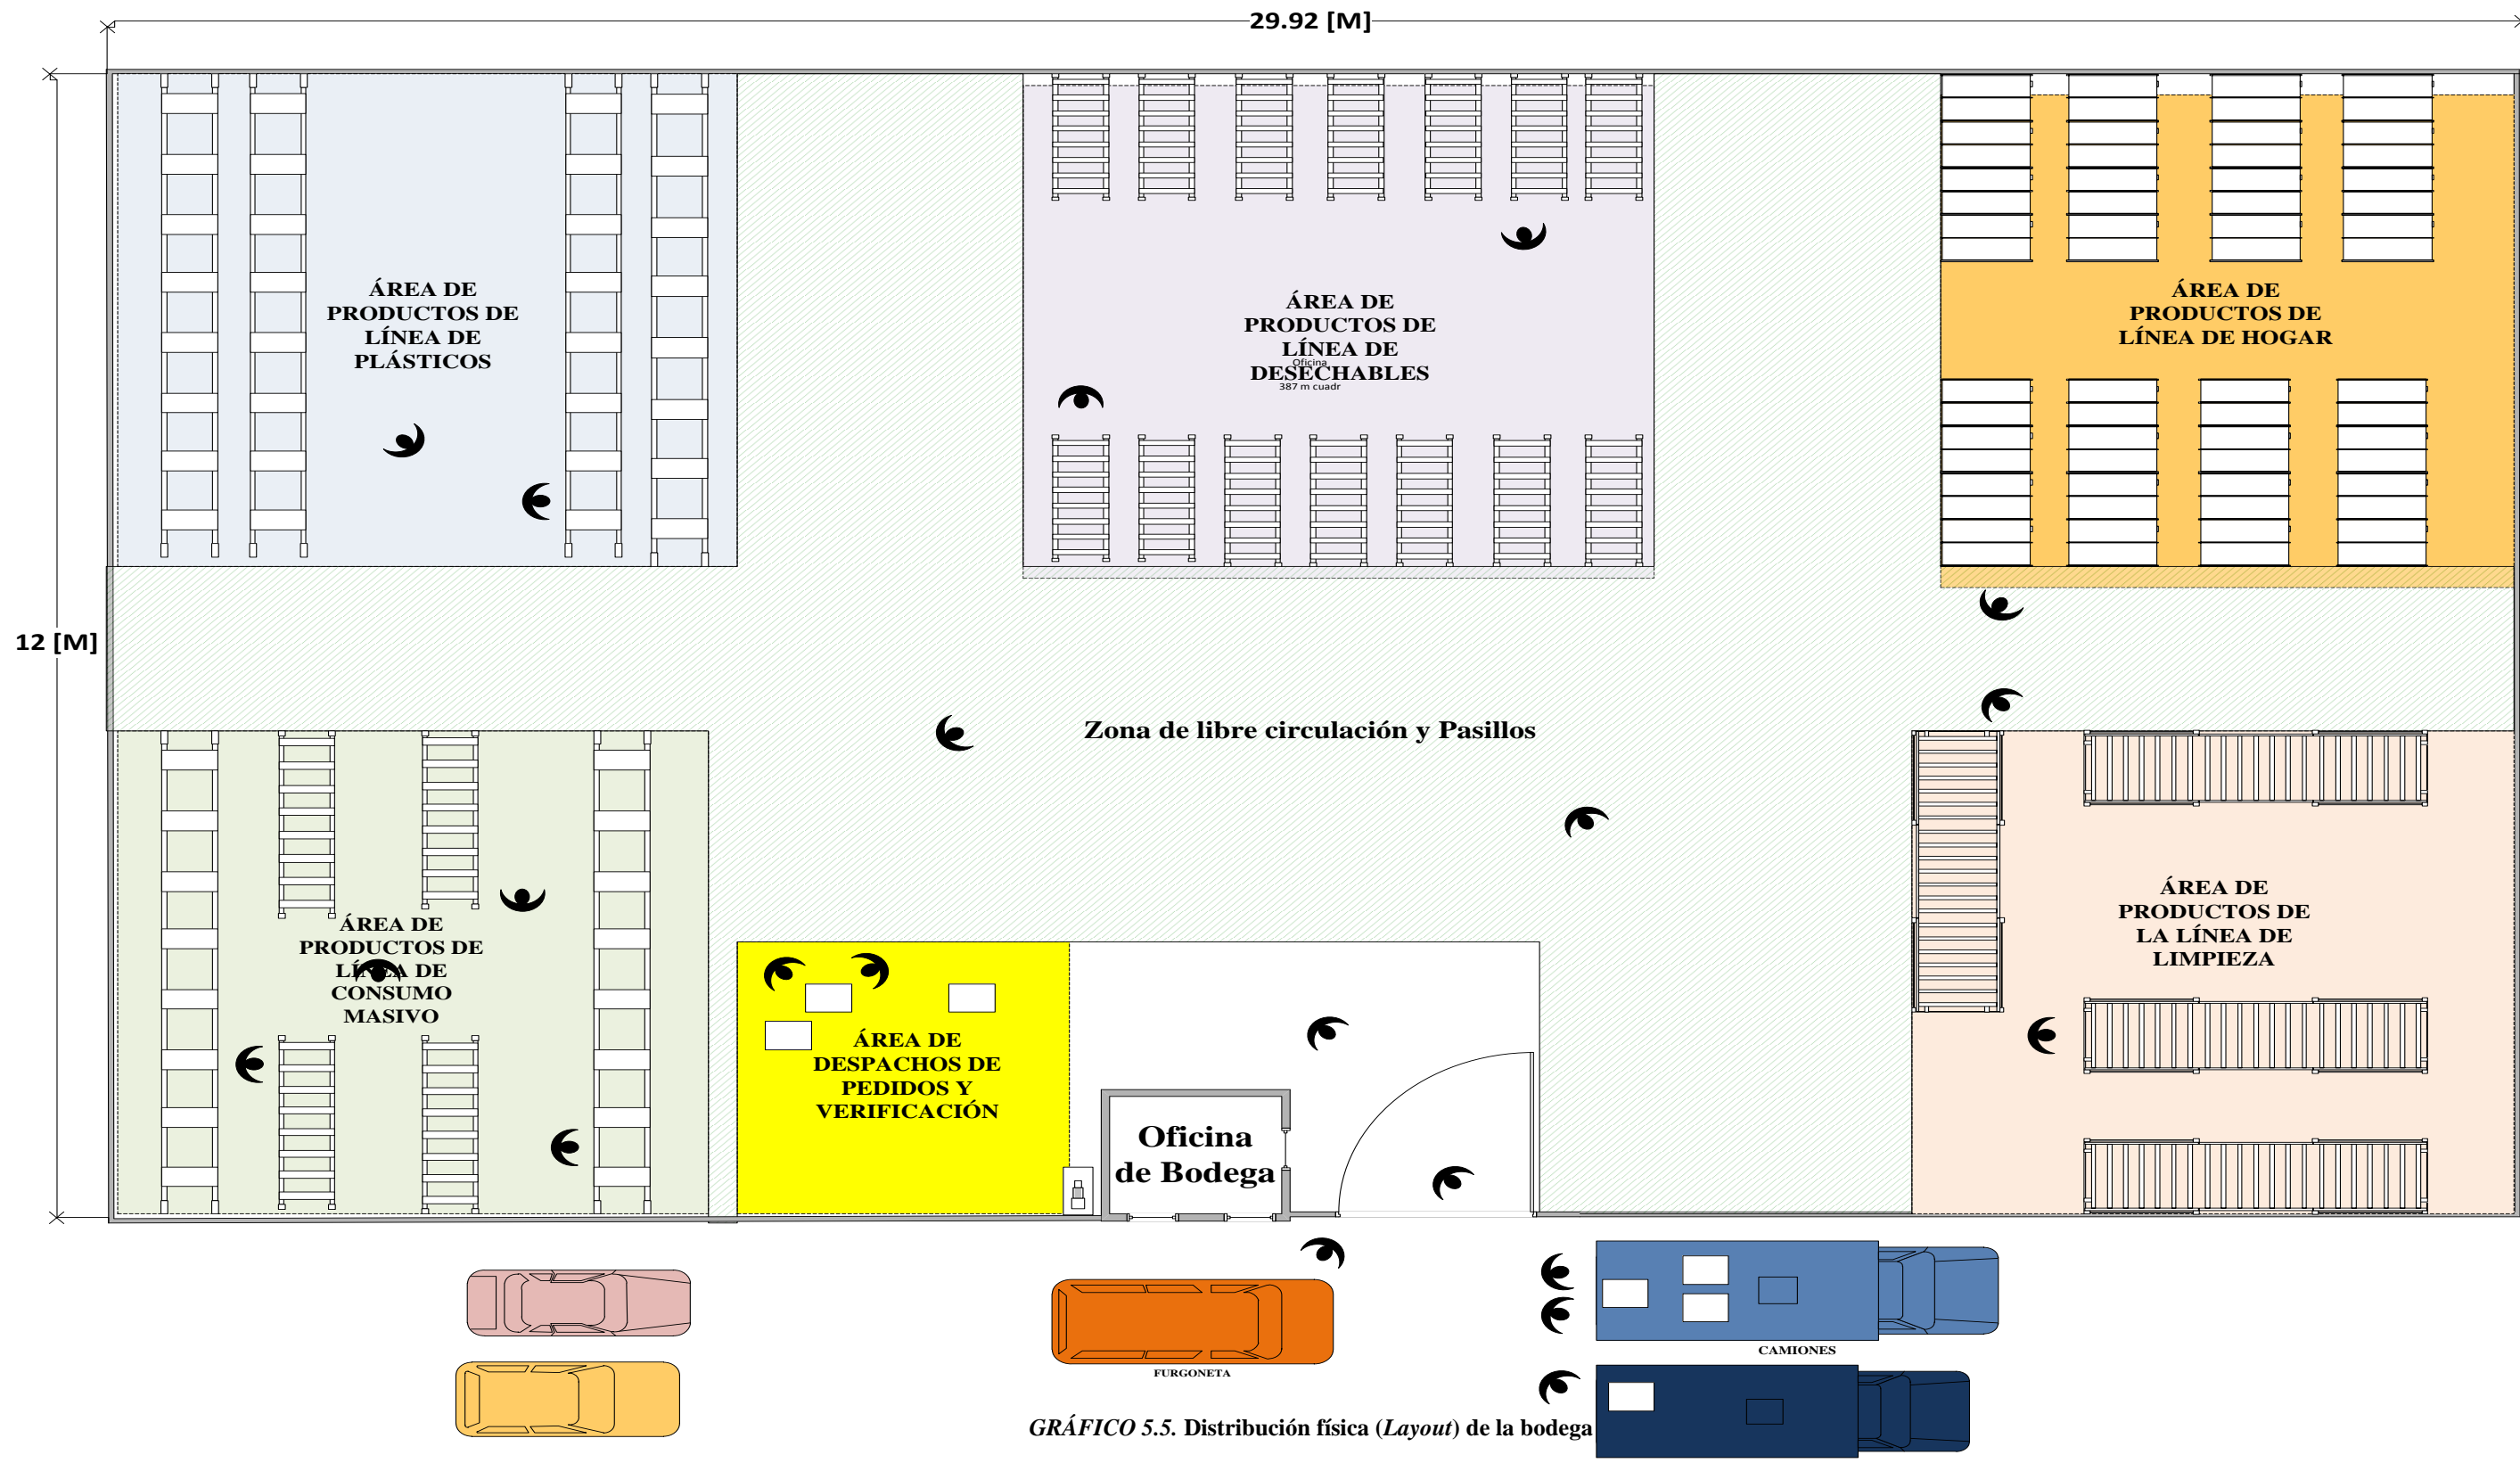 29.92 [M]
ÁREA DE
PRODUCTOS DE
LÍNEA DE
PLÁSTICOS
ÁREA DE
PRODUCTOS DE
LÍNEA DE
DESECHABLES
Oficina
387 m cuadr
ÁREA DE
PRODUCTOS DE
LÍNEA DE HOGAR
12 [M]
Zona de libre circulación y Pasillos
ÁREA DE
PRODUCTOS DE
LÍNEA DE
CONSUMO
MASIVO
ÁREA DE
DESPACHOS DE
PEDIDOS Y
VERIFICACIÓN
Oficina
de Bodega
ÁREA DE
PRODUCTOS DE
LA LÍNEA DE
LIMPIEZA
FURGONETA
CAMIONES
GRÁFICO 5.5. Distribución física (Layout) de la bodega